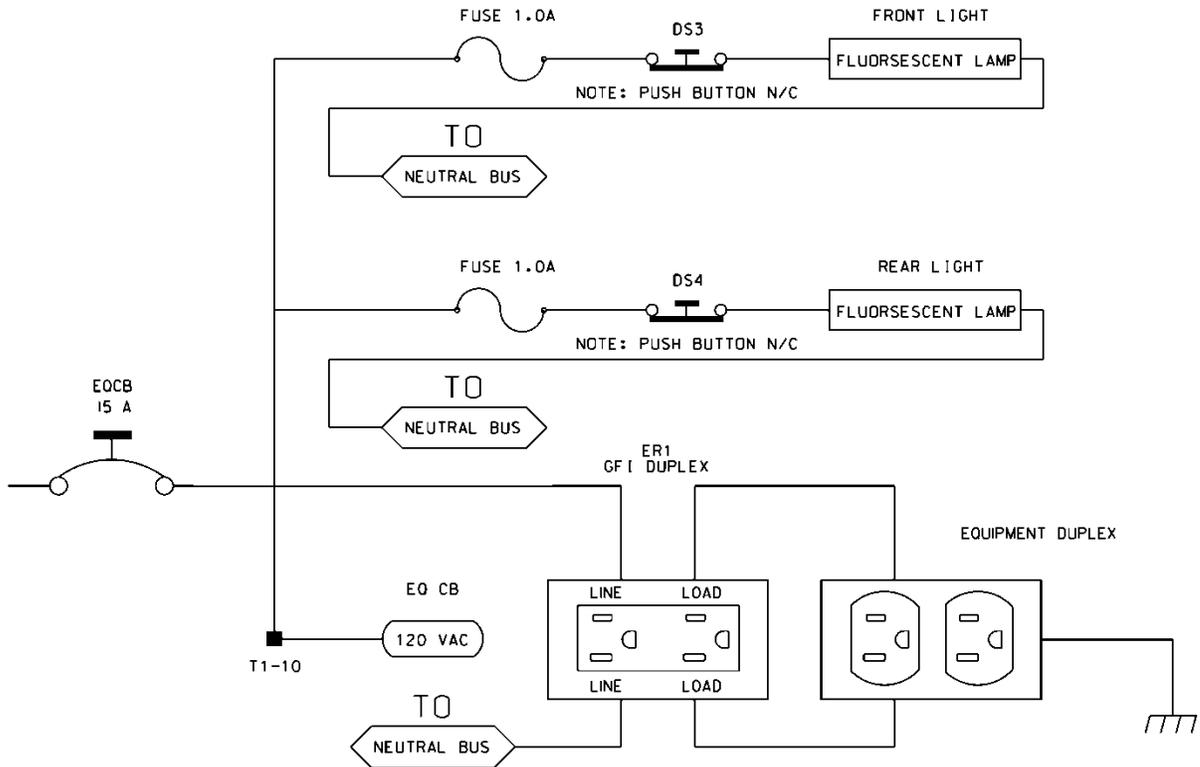 FUSE 1.0A
FRONT LIGHT
DS3
FLUORSESCENT LAMP
NOTE: PUSH BUTTON N/C
TO
NEUTRAL BUS
FUSE 1.0A
REAR LIGHT
DS4
FLUORSESCENT LAMP
NOTE: PUSH BUTTON N/C
TO
NEUTRAL BUS
EQCB
15 A
ER1
GFI DUPLEX
EQUIPMENT DUPLEX
EQ CB
120 VAC
T1-10
LINE LOAD
LINE LOAD
TO
NEUTRAL BUS